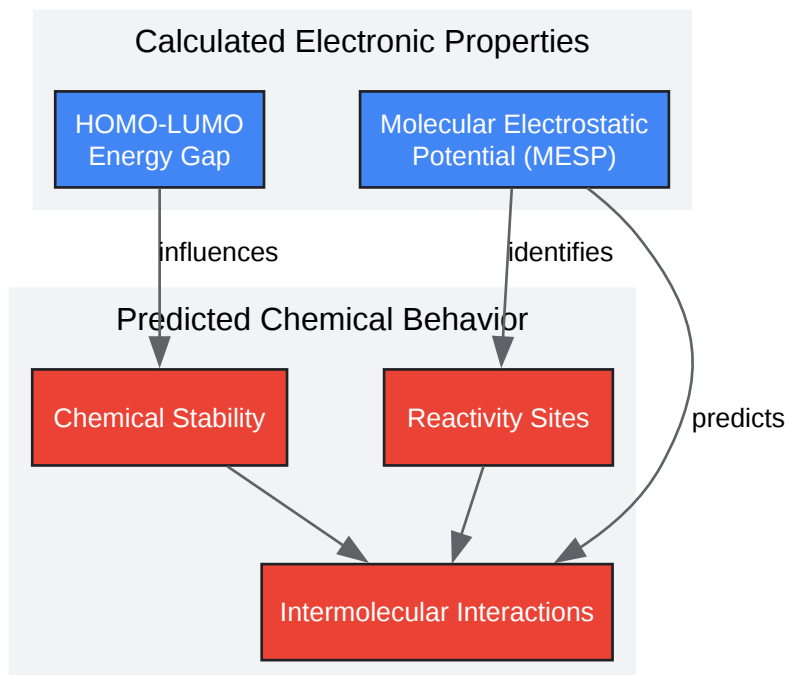 Calculated Electronic Properties
HOMO-LUMO
Energy Gap
Molecular Electrostatic
Potential (MESP)
influences
identifies
Predicted Chemical Behavior
Chemical Stability
Reactivity Sites
predicts
Intermolecular Interactions